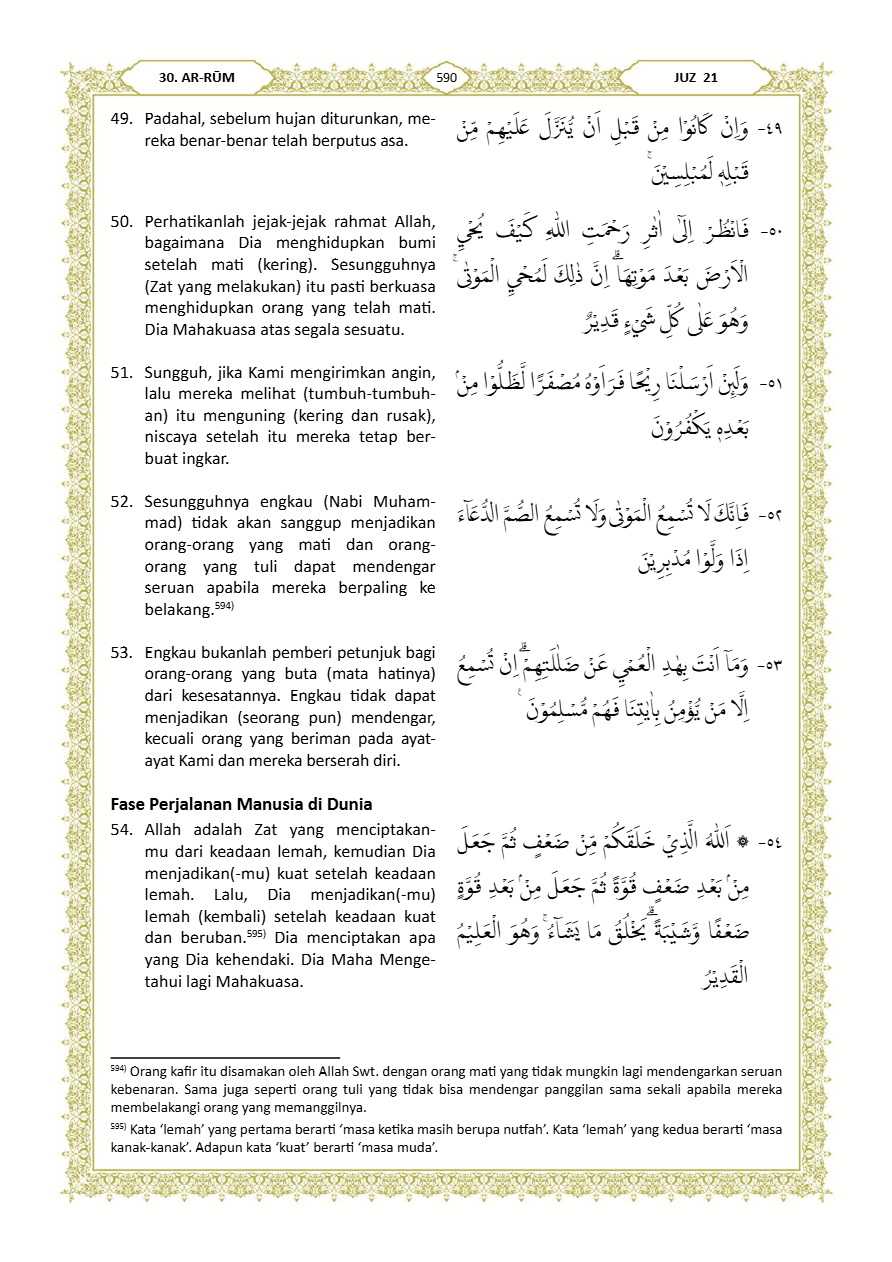 30. AR-RŪM
590
JUZ 21
49. Padahal, sebelum hujan diturunkan, me-
reka benar-benar telah berputus asa.
٤٩- وَاِنْ كَانُوْا مِنْ قَبْلِ اَنْ يُّنَزَّلَ عَلَيْهِمْ مِّنْ
قَبْلِهٖ لَمُبْلِسِيْنَۚ
50. Perhatikanlah jejak-jejak rahmat Allah,
bagaimana Dia menghidupkan bumi
setelah mati (kering). Sesungguhnya
(Zat yang melakukan) itu pasti berkuasa
menghidupkan orang yang telah mati.
Dia Mahakuasa atas segala sesuatu.
٥٠- فَانْظُرْ اِلٰٓى اٰثٰرِ رَحْمَتِ اللّٰهِ كَيْفَ يُحْيِ
الْاَرْضَ بَعْدَ مَوْتِهَاۗ اِنَّ ذٰلِكَ لَمُحْيِ الْمَوْتٰىۚ
وَهُوَ عَلٰى كُلِّ شَيْءٍ قَدِيْرٌ
51. Sungguh, jika Kami mengirimkan angin,
lalu mereka melihat (tumbuh-tumbuh-
an) itu menguning (kering dan rusak),
niscaya setelah itu mereka tetap ber-
buat ingkar.
٥١- وَلَىِٕنْ اَرْسَلْنَا رِيْحًا فَرَاَوْهُ مُصْفَرًّا لَّظَلُّوْا مِنْۢ
بَعْدِهٖ يَكْفُرُوْنَ
52. Sesungguhnya engkau (Nabi Muham-
mad) tidak akan sanggup menjadikan
orang-orang yang mati dan orang-
orang yang tuli dapat mendengar
seruan apabila mereka berpaling ke
belakang.594)
٥٢- فَاِنَّكَ لَا تُسْمِعُ الْمَوْتٰى وَلَا تُسْمِعُ الصُّمَّ الدُّعَاۤءَ
اِذَا وَلَّوْا مُدْبِرِيْنَ
53. Engkau bukanlah pemberi petunjuk bagi
orang-orang yang buta (mata hatinya)
dari kesesatannya. Engkau tidak dapat
menjadikan (seorang pun) mendengar,
kecuali orang yang beriman pada ayat-
ayat Kami dan mereka berserah diri.
٥٣- وَمَآ اَنْتَ بِهٰدِ الْعُمْيِ عَنْ ضَلٰلَتِهِمْۗ اِنْ تُسْمِعُ
اِلَّا مَنْ يُّؤْمِنُ بِاٰيٰتِنَا فَهُمْ مُّسْلِمُوْنَۚ
Fase Perjalanan Manusia di Dunia
54. Allah adalah Zat yang menciptakan-
mu dari keadaan lemah, kemudian Dia
menjadikan(-mu) kuat setelah keadaan
lemah. Lalu, Dia menjadikan(-mu)
lemah (kembali) setelah keadaan kuat
dan beruban.595) Dia menciptakan apa
yang Dia kehendaki. Dia Maha Menge-
tahui lagi Mahakuasa.
٥٤- ۞ اَللّٰهُ الَّذِيْ خَلَقَكُمْ مِّنْ ضَعْفٍ ثُمَّ جَعَلَ
مِنْۢ بَعْدِ ضَعْفٍ قُوَّةً ثُمَّ جَعَلَ مِنْۢ بَعْدِ قُوَّةٍ
ضَعْفًا وَّشَيْبَةًۗ يَخْلُقُ مَا يَشَاۤءُۚ وَهُوَ الْعَلِيْمُ
الْقَدِيْرُ
594) Orang kafir itu disamakan oleh Allah Swt. dengan orang mati yang tidak mungkin lagi mendengarkan seruan
kebenaran. Sama juga seperti orang tuli yang tidak bisa mendengar panggilan sama sekali apabila mereka
membelakangi orang yang memanggilnya.
595) Kata ‘lemah’ yang pertama berarti ‘masa ketika masih berupa nutfah’. Kata ‘lemah’ yang kedua berarti ‘masa
kanak-kanak’. Adapun kata ‘kuat’ berarti ‘masa muda’.